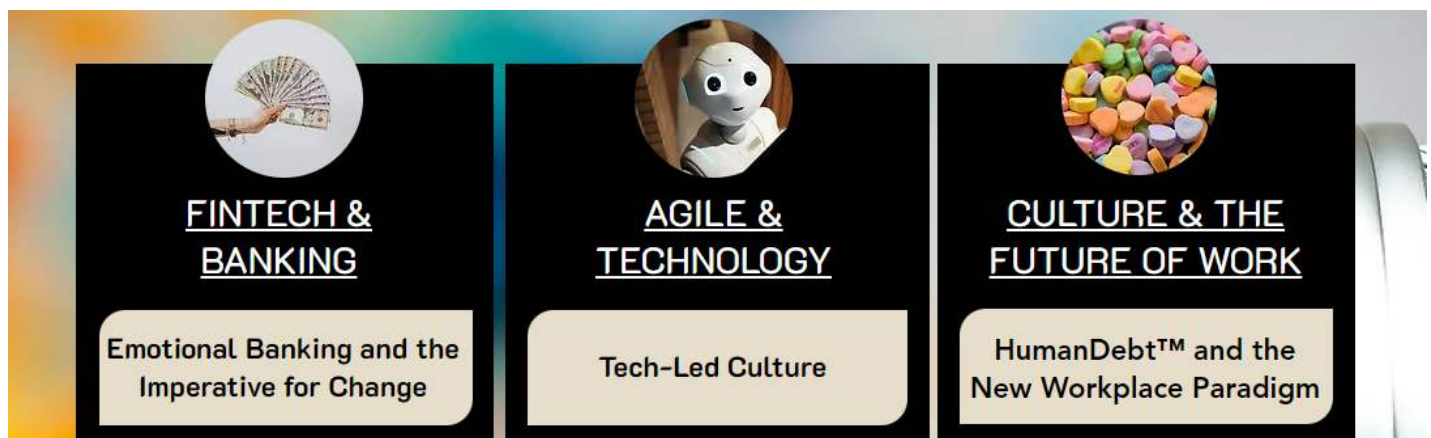 FINTECH &
BANKING
Emotional Banking and the
Imperative for Change
AGILE &
TECHNOLOGY
Tech-Led Culture
CULTURE & THE
FUTURE OF WORK
HumanDebt™ and the
New Workplace Paradigm